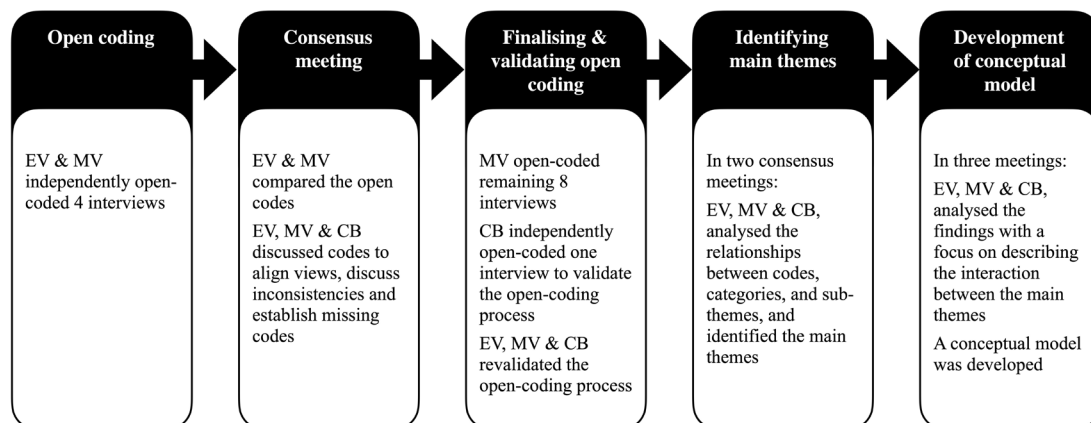 Open coding
EV & MV
independently open-
coded 4 interviews
Consensus
meeting
EV & MV
compared the open
codes
EV, MV & CB
discussed codes to
align views, discuss
inconsistencies and
establish missing
codes
Finalising &
validating open
coding
MV open-coded
remaining 8
interviews
CB independently
open-coded one
interview to validate
the open-coding
process
EV, MV & CB
revalidated the
open-coding process
Identifying
main themes
In two consensus
meetings:
EV, MV & CB,
analysed the
relationships
between codes,
categories, and sub-
themes, and
identified the main
themes
Development
of conceptual
model
In three meetings:
EV, MV & CB,
analysed the
findings with a
focus on describing
the interaction
between the main
themes
A conceptual model
was developed